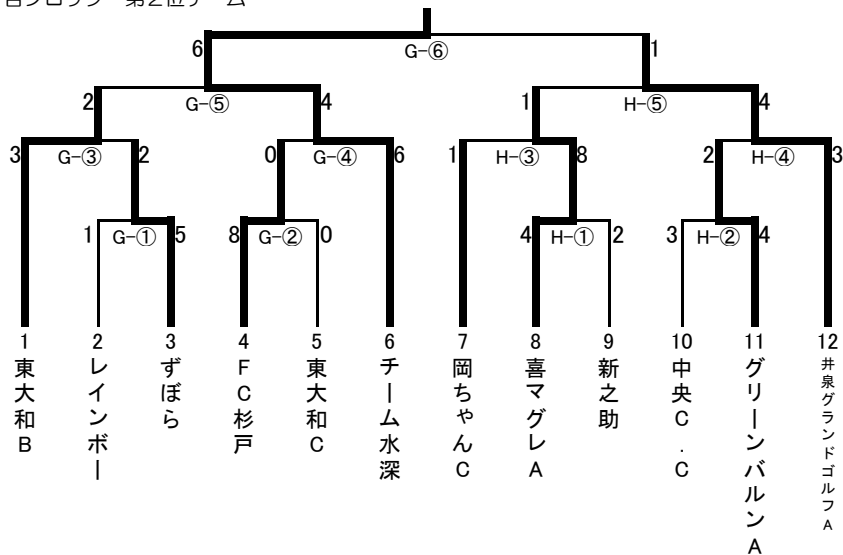 各ブロック 第2位チーム
6 G-⑥ 1
2 G-⑤ 4 1 H-⑤ 4
3 G-③ 2 0 G-④ 6 1 H-③ 8 2 H-④ 3
1 G-① 5 8 G-② 0 4 H-① 2 3 H-② 4
1 2 3 4 5 6 7 8 9 10 11 12
東大和B
レインボー
ずぼら
FC杉戸
東大和C
チーム水深
岡ちゃんC
喜マグレA
新之助
中央C.C
グリーンバルンA
井泉グランドゴルフA